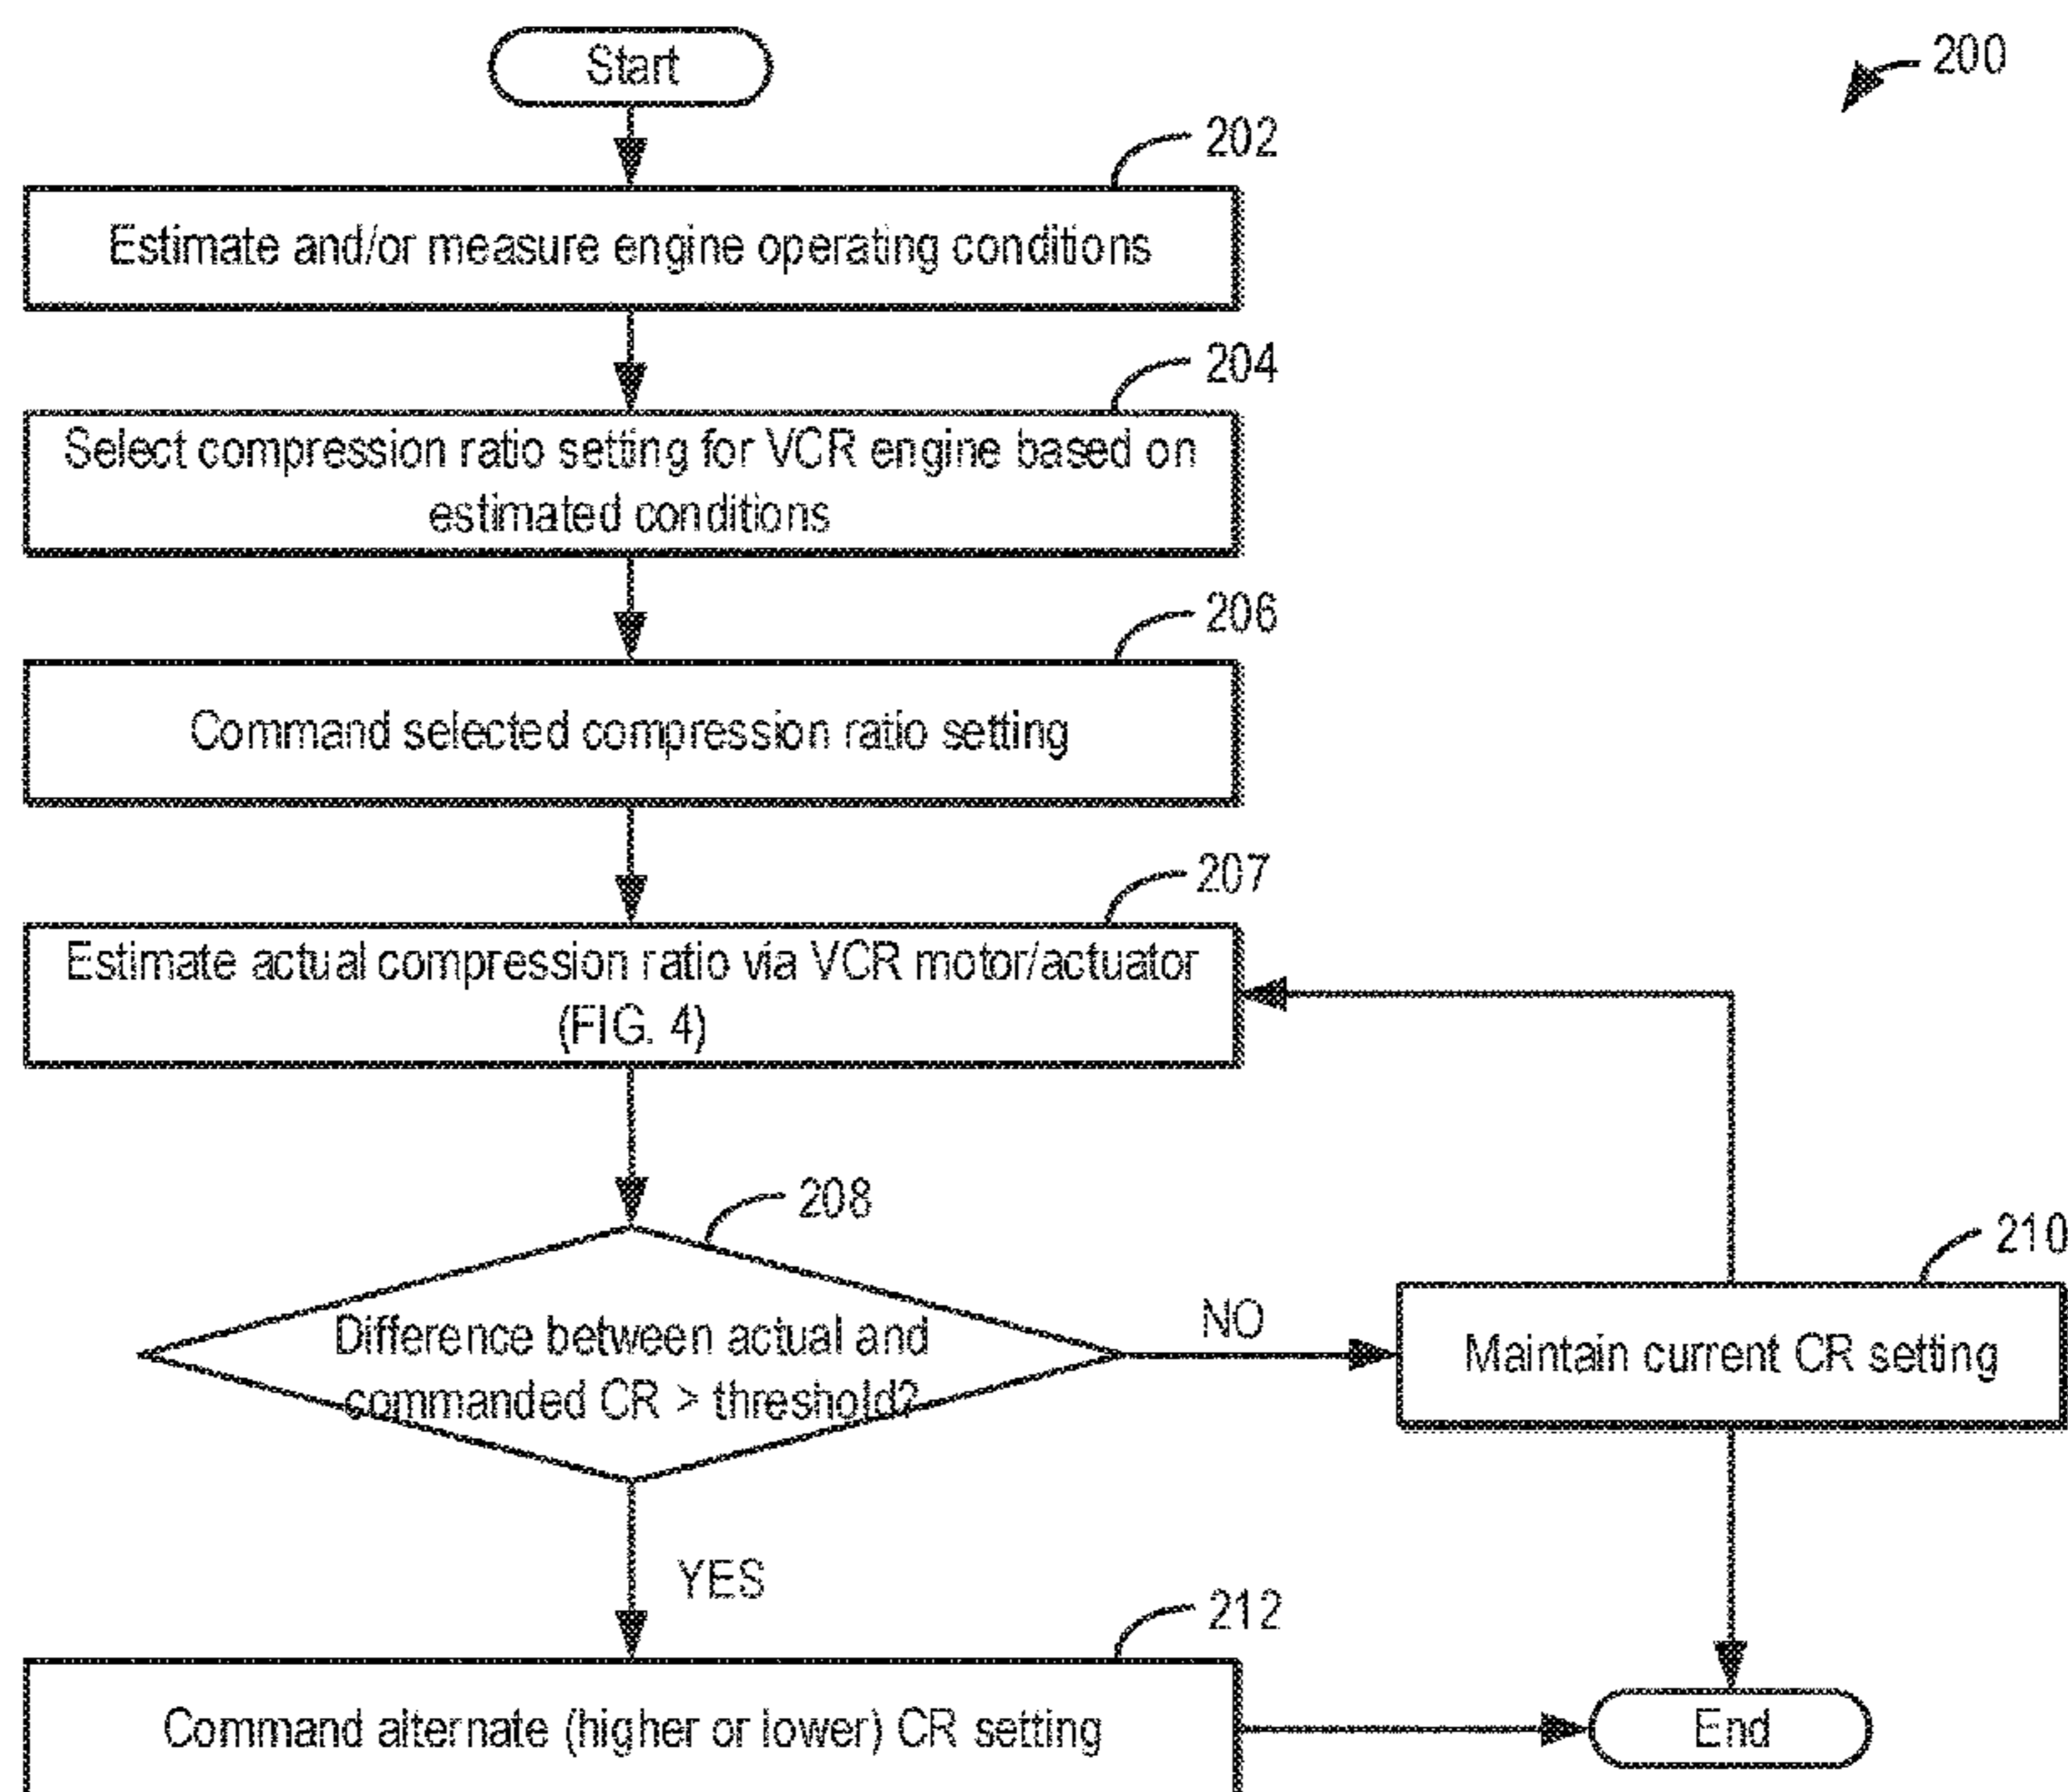 Start
200
202
Estimate and/or measure engine operating conditions
204
Select compression ratio setting for VCR engine based on
estimated conditions
206
Command selected compression ratio setting
207
Estimate actual compression ratio via VCR motor/actuator
(FIG. 4)
208
Difference between actual and
commanded CR > threshold?
NO
210
Maintain current CR setting
YES
212
Command alternate (higher or lower) CR setting
End